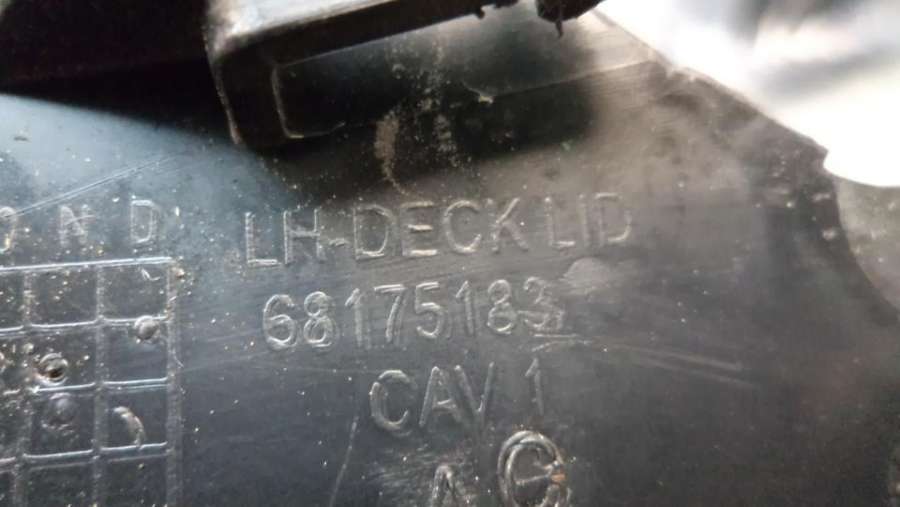 O N D
LH-DECK LID
68175183
CAV 1
A C